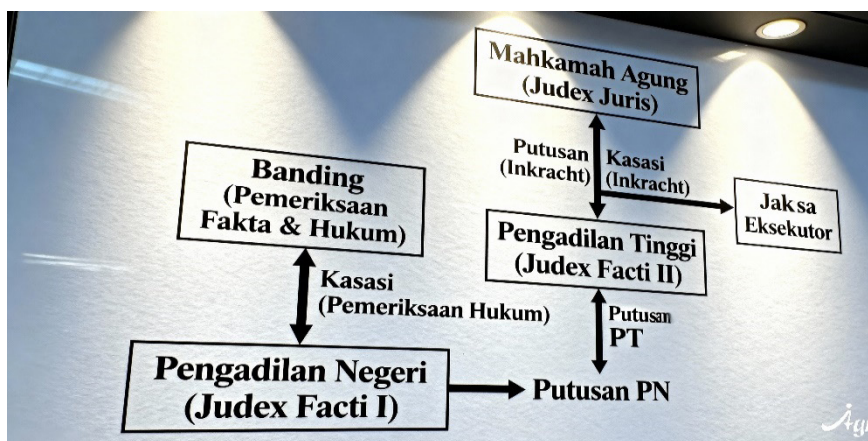 Mahkamah Agung
(Judex Juris)
Putusan
(Inkracht)
Kasasi
(Inkracht)
Jaksa
Eksekutor
Banding
(Pemeriksaan
Fakta & Hukum)
Pengadilan Tinggi
(Judex Facti II)
Kasasi
(Pemeriksaan Hukum)
Putusan
PT
Pengadilan Negeri
(Judex Facti I)
Putusan PN